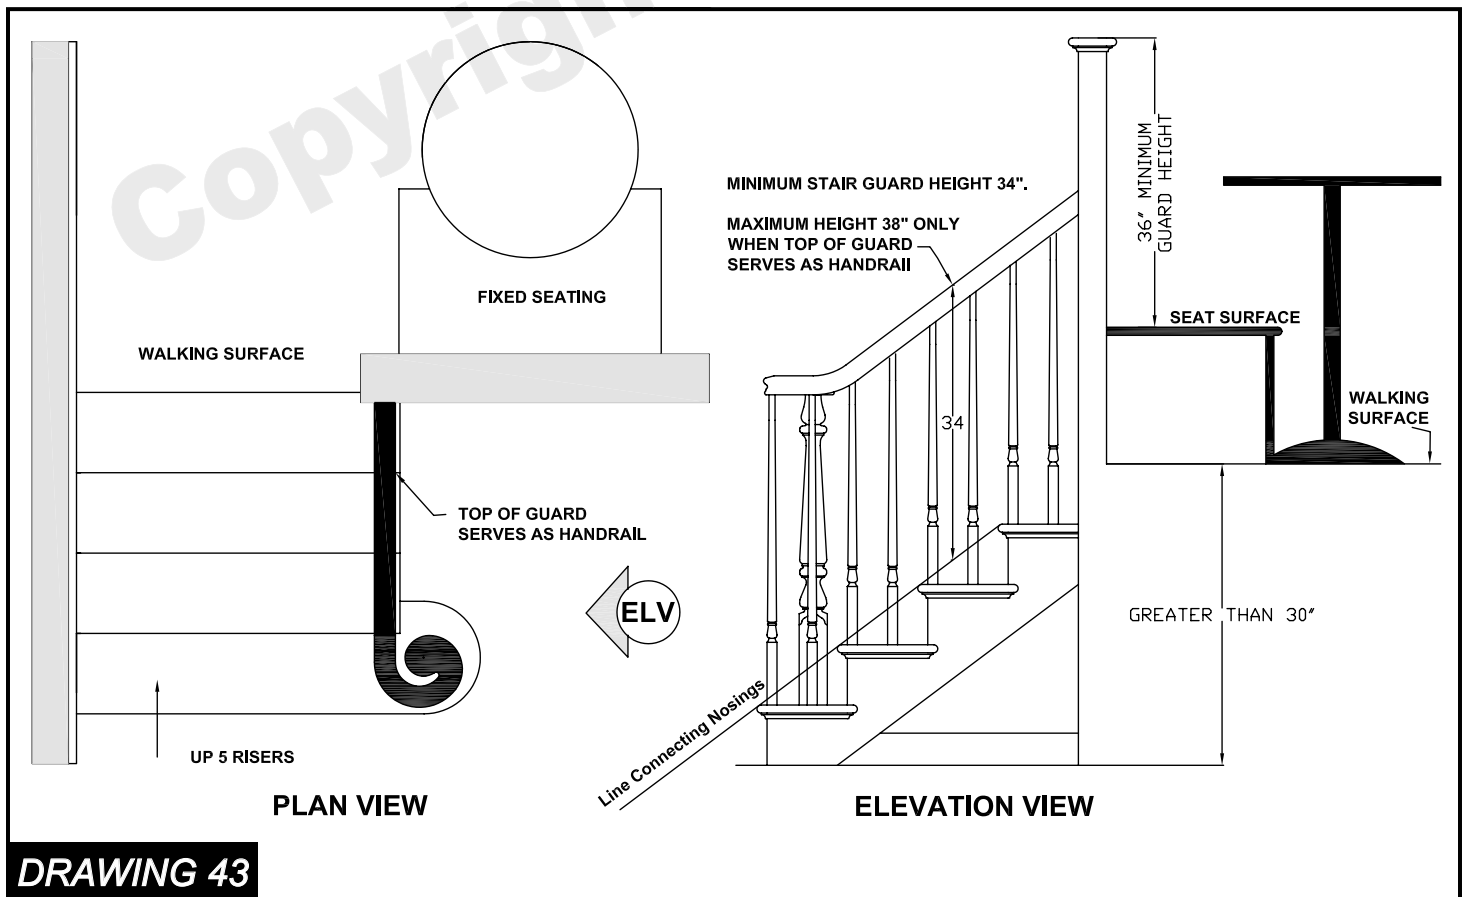 Copyrigh
MINIMUM STAIR GUARD HEIGHT 34".
MAXIMUM HEIGHT 38" ONLY
WHEN TOP OF GUARD
SERVES AS HANDRAIL
36" MINIMUM
GUARD HEIGHT
FIXED SEATING
SEAT SURFACE
WALKING SURFACE
WALKING
SURFACE
34
TOP OF GUARD
SERVES AS HANDRAIL
ELV
GREATER THAN 30"
Line Connecting Nosings
UP 5 RISERS
PLAN VIEW
ELEVATION VIEW
DRAWING 43